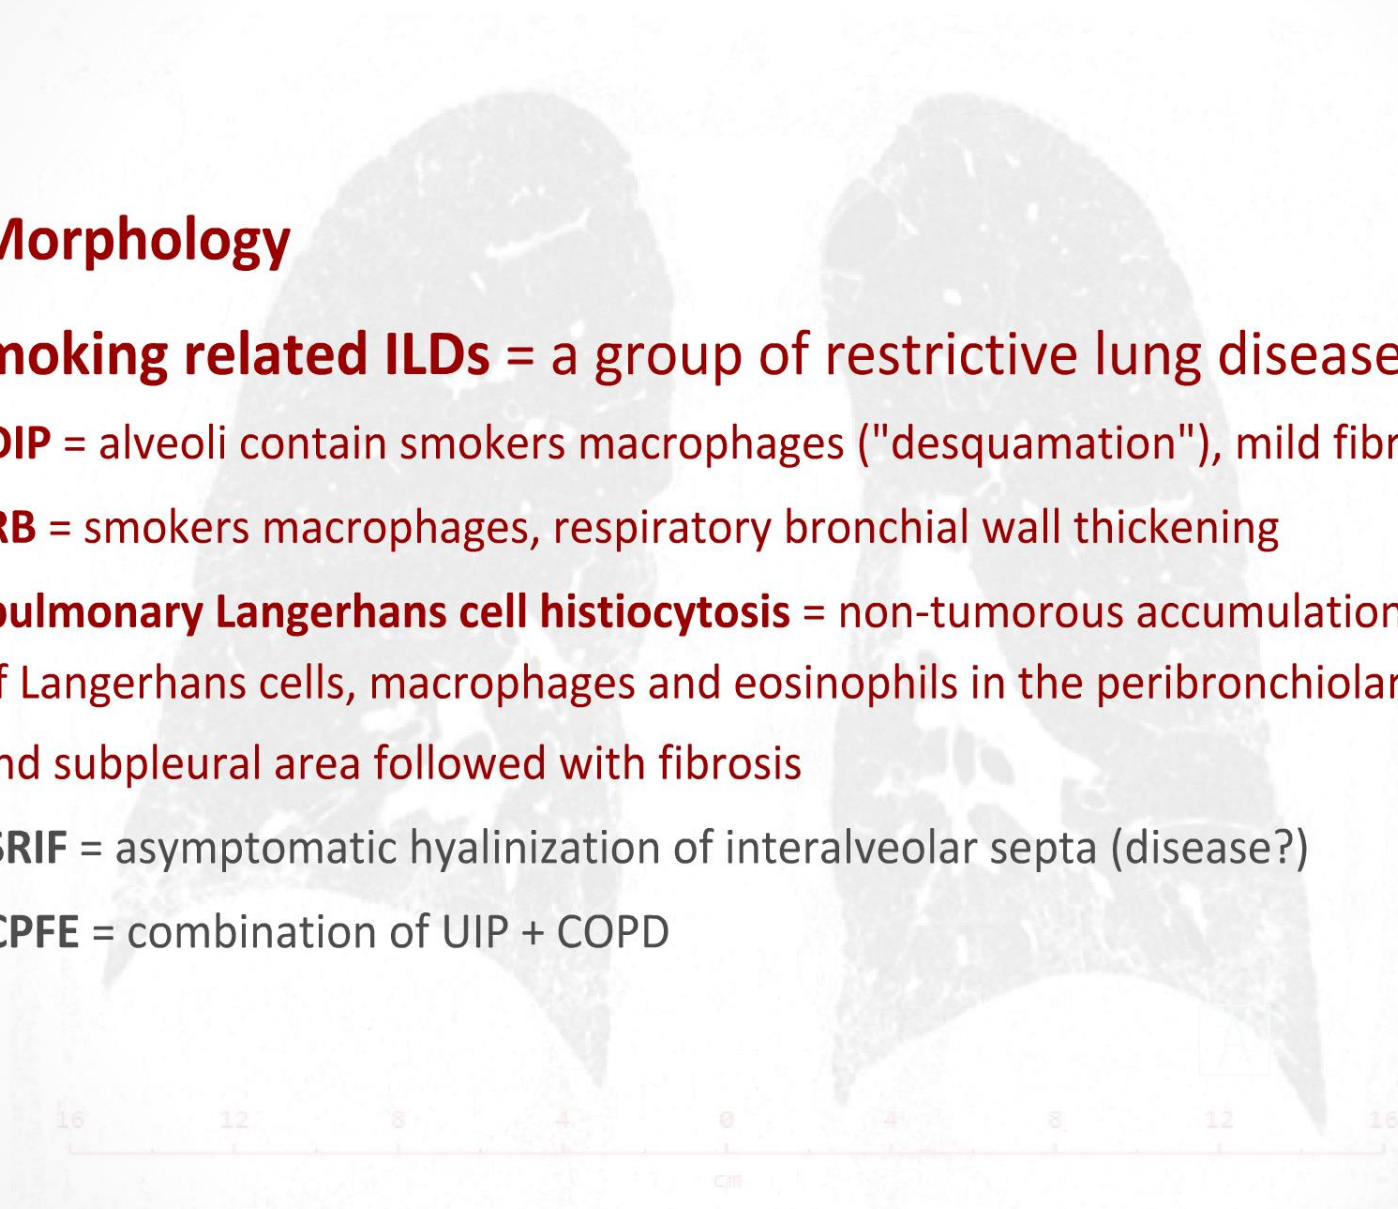 Morphology
moking related ILDs = a group of restrictive lung disease
DIP = alveoli contain smokers macrophages ("desquamation"), mild fibr
RB = smokers macrophages, respiratory bronchial wall thickening
pulmonary Langerhans cell histiocytosis = non-tumorous accumulation
f Langerhans cells, macrophages and eosinophils in the peribronchiolar
nd subpleural area followed with fibrosis
SRIF = asymptomatic hyalinization of interalveolar septa (disease?)
CPFE = combination of UIP + COPD
A
16 12 8 4 0 4 8 12 16
cm